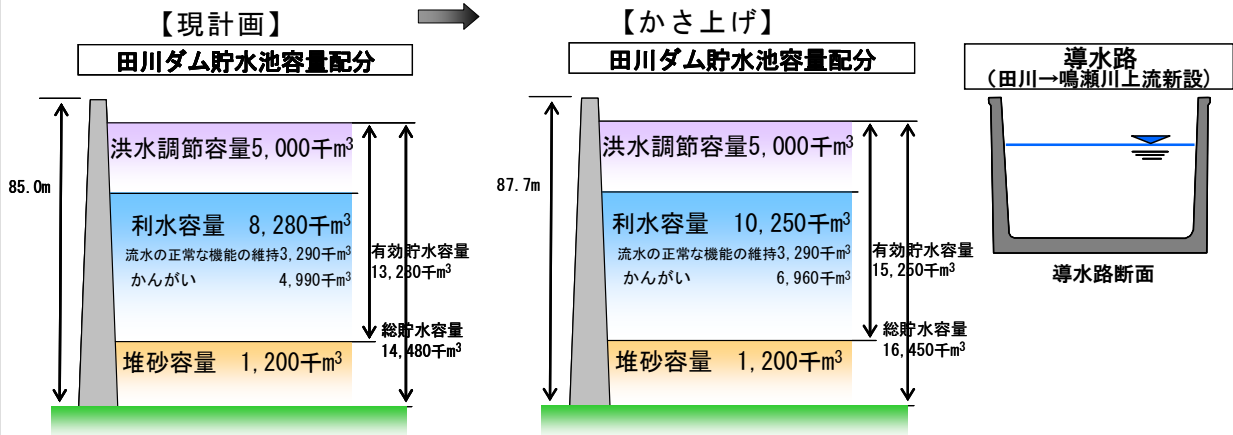 【現計画】
田川ダム貯水池容量配分
85.0m
洪水調節容量5,000千m³
利水容量 8,280千m³
流水の正常な機能の維持3,290千m³
かんがい 4,990千m³
有効貯水容量
13,280千m³
総貯水容量
14,480千m³
堆砂容量 1,200千m³
【かさ上げ】
田川ダム貯水池容量配分
87.7m
洪水調節容量5,000千m³
利水容量 10,250千m³
流水の正常な機能の維持3,290千m³
かんがい 6,960千m³
有効貯水容量
15,250千m³
総貯水容量
16,450千m³
堆砂容量 1,200千m³
導水路
(田川→鳴瀬川上流新設)
導水路断面